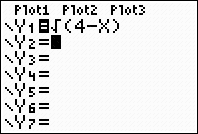 Plot1 Plot2 Plot3
\Y1=√(4-X)
\Y2=
\Y3=
\Y4=
\Y5=
\Y6=
\Y7=